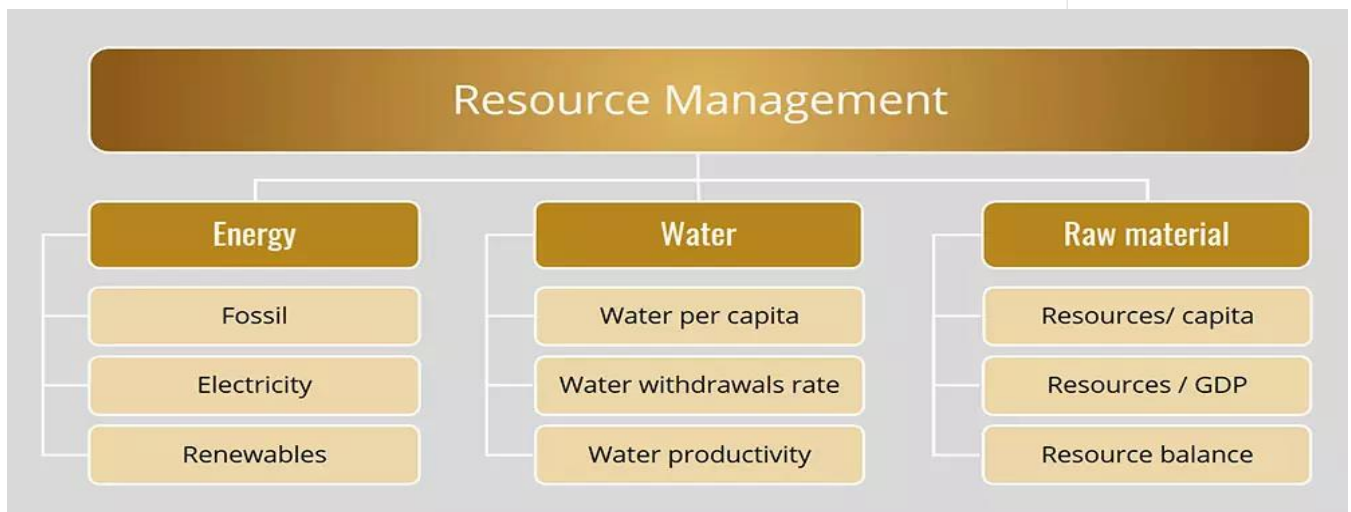 Resource Management
Energy
Fossil
Electricity
Renewables
Water
Water per capita
Water withdrawals rate
Water productivity
Raw material
Resources/ capita
Resources / GDP
Resource balance